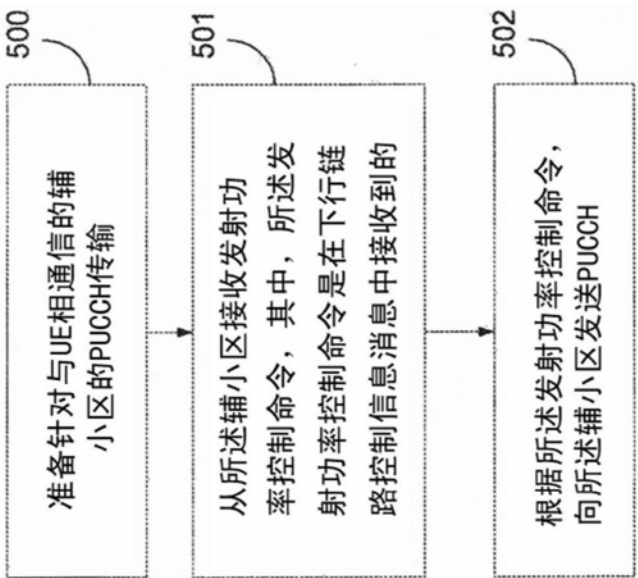 500
准备针对与UE相通信的辅
小区的PUCCH传输
501
从所述辅小区接收发射功
率控制命令，其中，所述发
射功率控制命令是在下行链
路控制信息消息中接收到的
502
根据所述发射功率控制命令，
向所述辅小区发送PUCCH